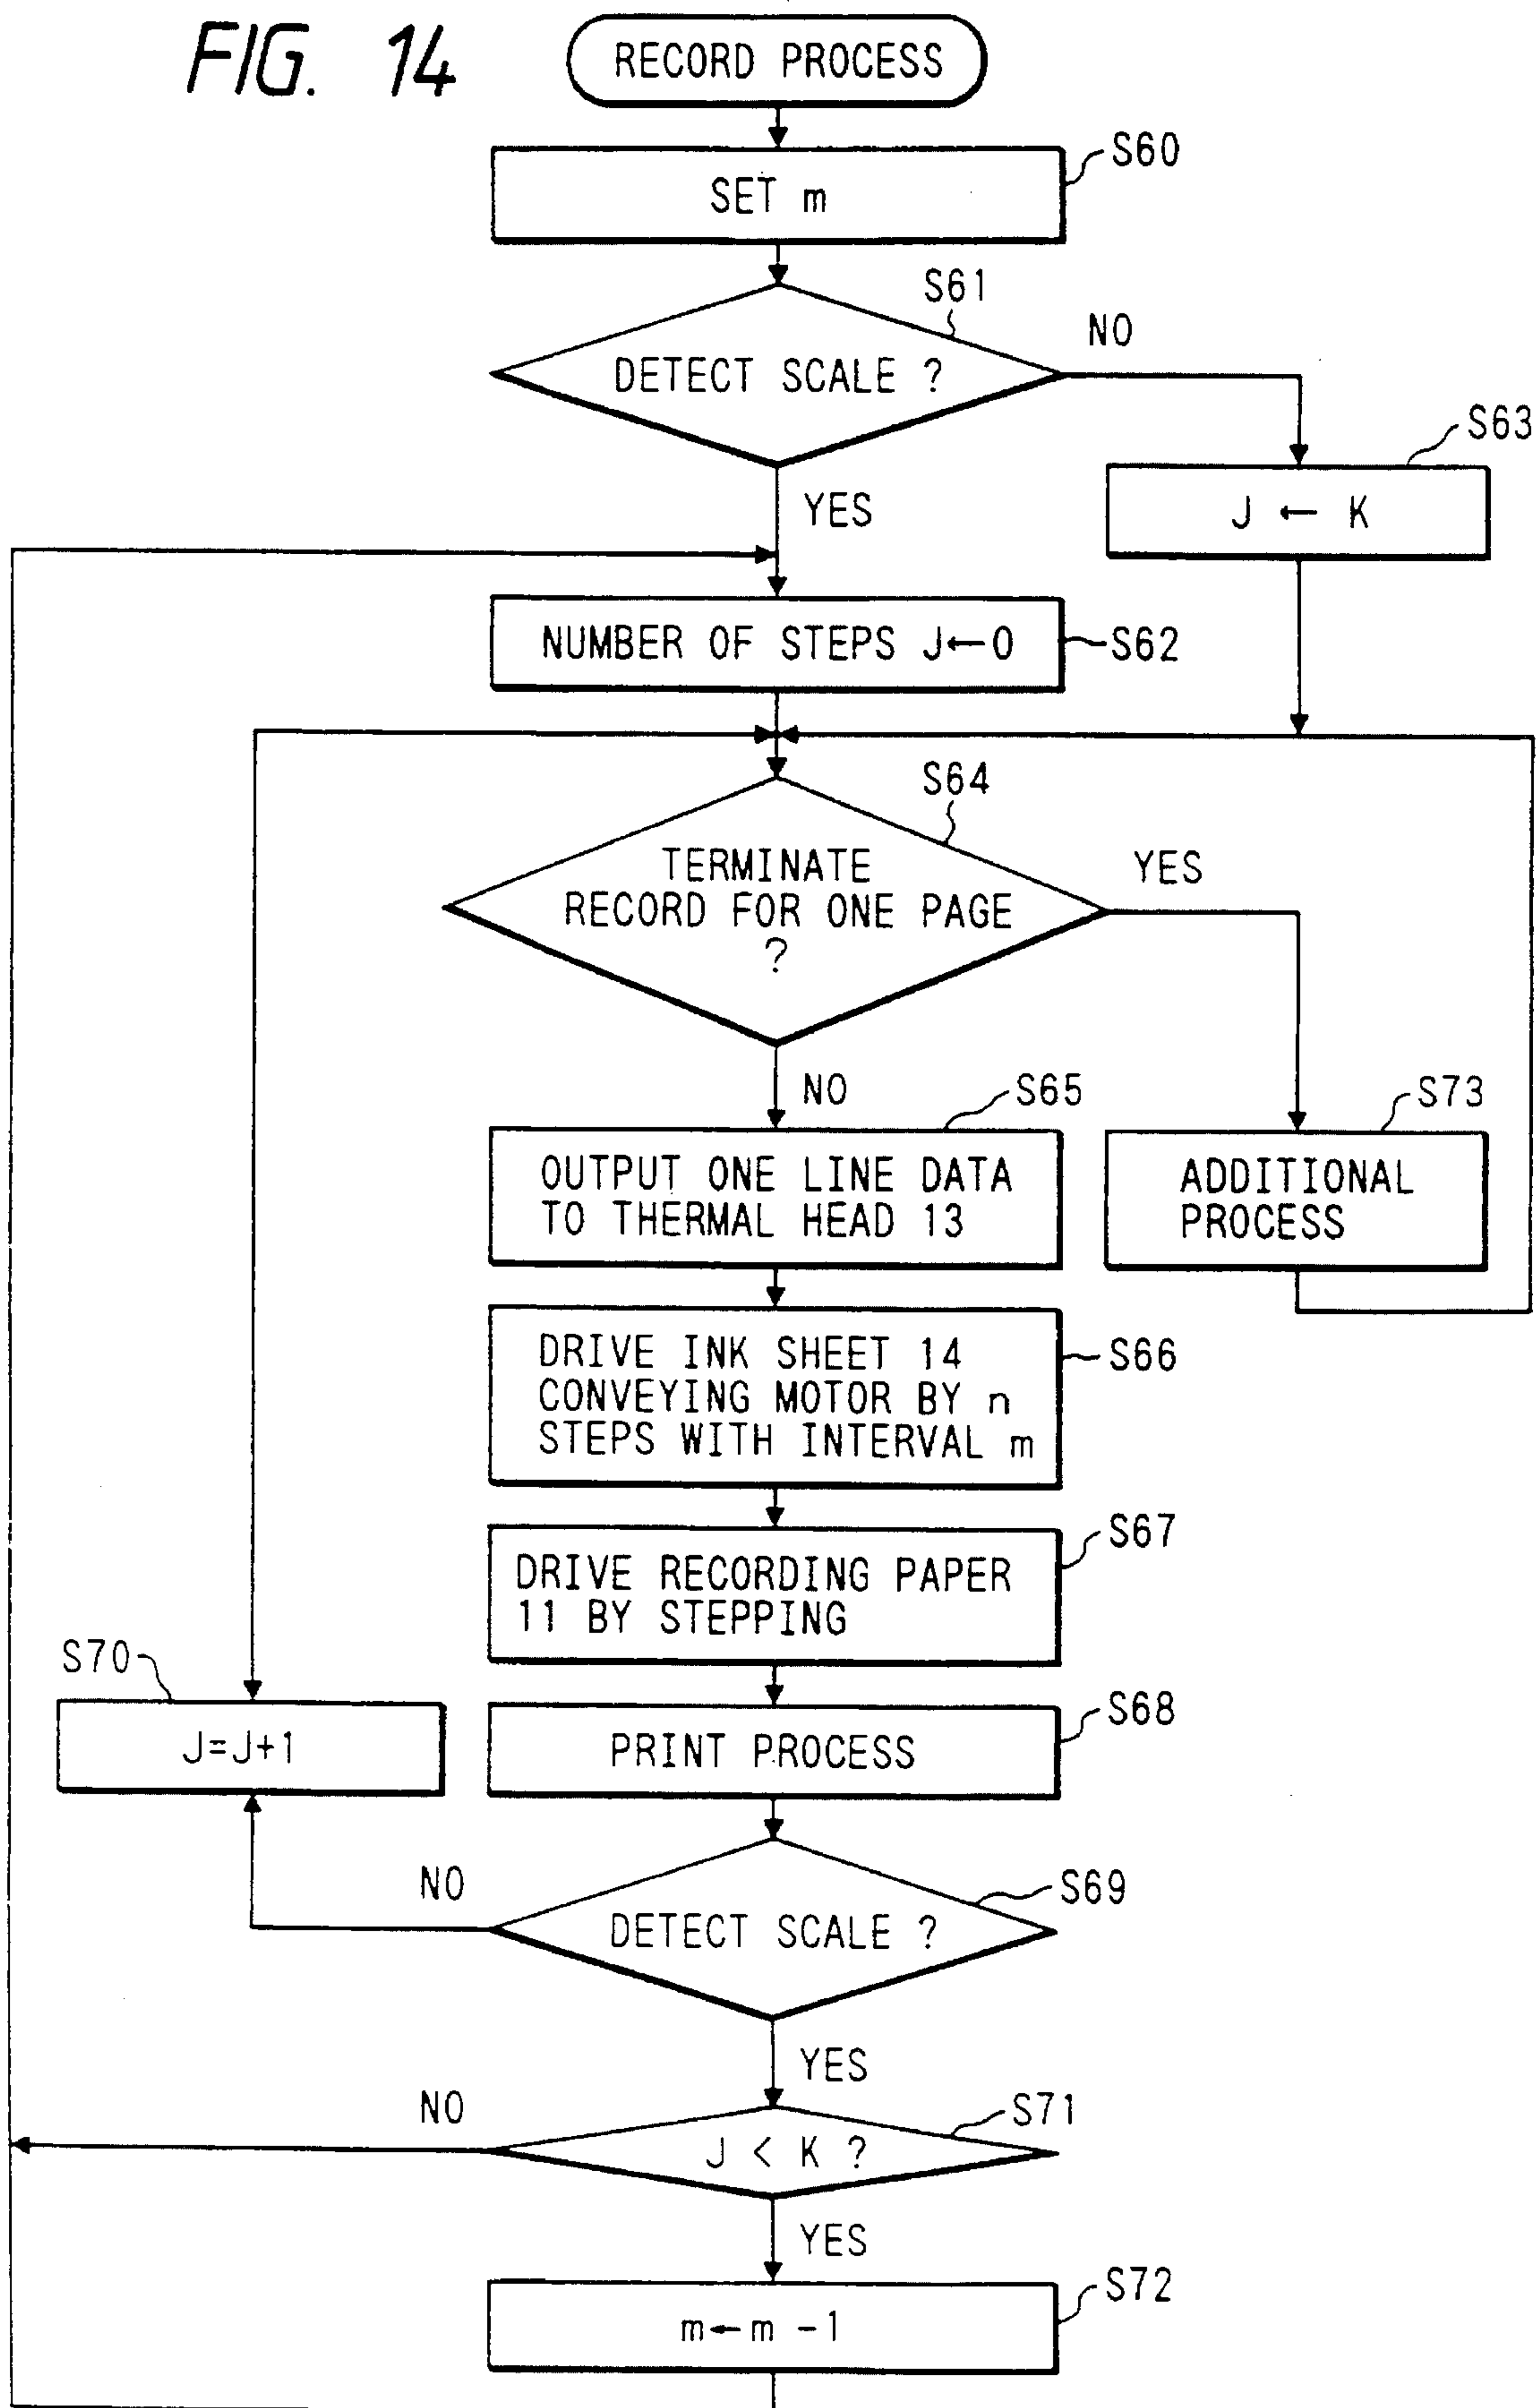 FIG. 14
RECORD PROCESS
S60
SET m
S61
DETECT SCALE ?
NO
S63
J ← K
YES
NUMBER OF STEPS J←0
S62
S64
TERMINATE
RECORD FOR ONE PAGE
?
YES
NO
S65
OUTPUT ONE LINE DATA
TO THERMAL HEAD 13
S73
ADDITIONAL
PROCESS
DRIVE INK SHEET 14
CONVEYING MOTOR BY n
STEPS WITH INTERVAL m
S66
S67
DRIVE RECORDING PAPER
11 BY STEPPING
S70
J=J+1
S68
PRINT PROCESS
S69
NO
DETECT SCALE ?
YES
S71
NO
J < K ?
YES
S72
m←m -1